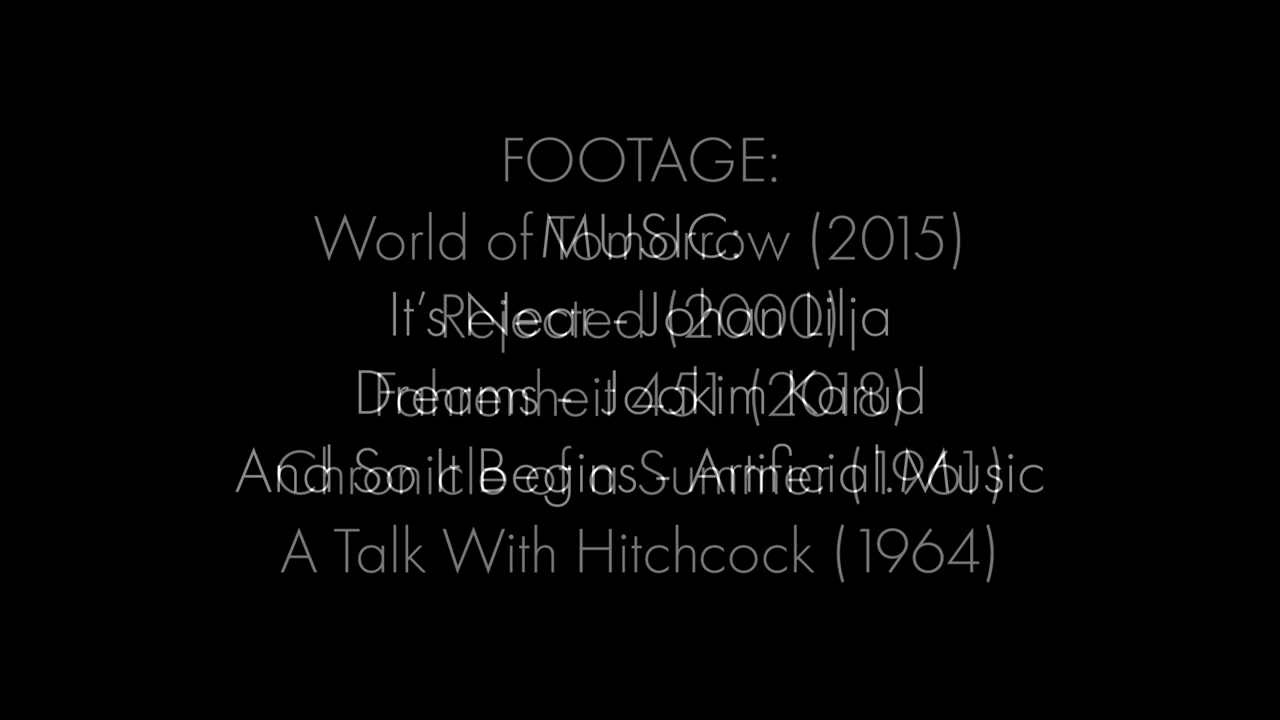 FOOTAGE:
World of Tomorrow (2015)
Rejected (2000)
Fahrenheit 451 (2018)
Chronicle of a Summer (1961)
A Talk With Hitchcock (1964)
MUSIC:
It's Near - Johan Lilja
Dreams - Joakim Karud
And So It Begins - Artificial.Music